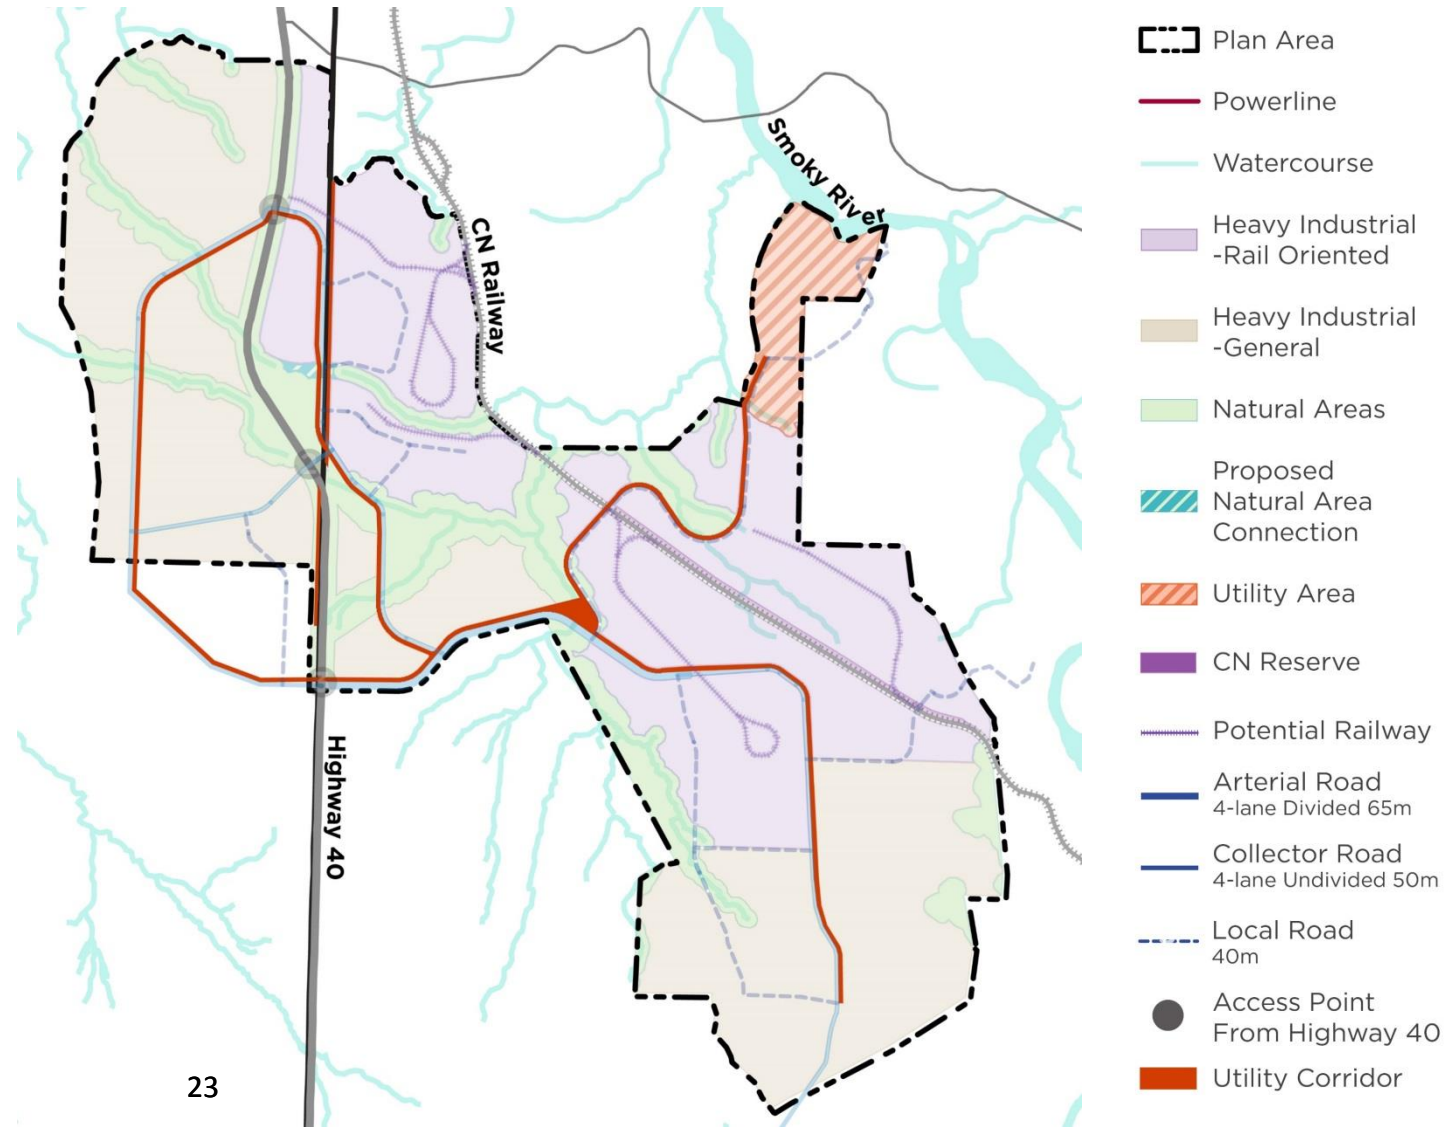 Smoky River
CN Railway
Highway 40
23
Plan Area
Powerline
Watercourse
Heavy Industrial
-Rail Oriented
Heavy Industrial
-General
Natural Areas
Proposed
Natural Area
Connection
Utility Area
CN Reserve
Potential Railway
Arterial Road
4-lane Divided 65m
Collector Road
4-lane Undivided 50m
Local Road
40m
Access Point
From Highway 40
Utility Corridor